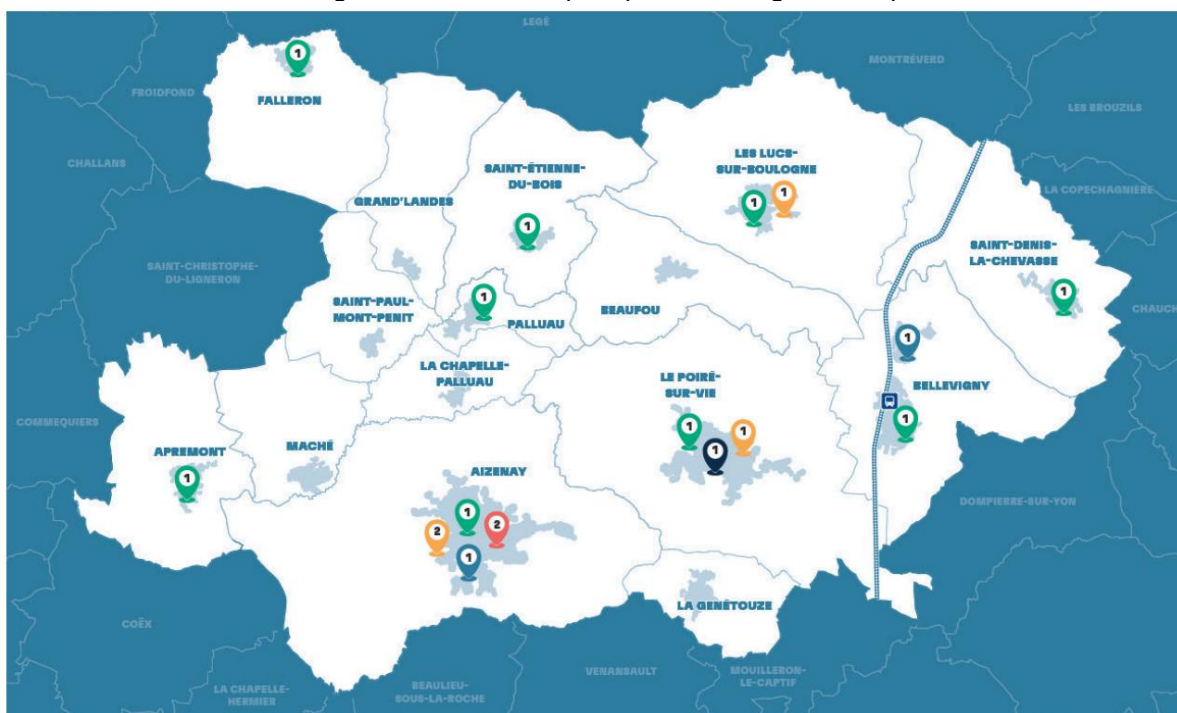 LEGÉ
MONTRÉVERD
FROIDFOND
FALLERON
1
LES BROUZILS
CHALLANS
SAINT-ÉTIENNE-
DU-BOIS
1
LES LUCS-
SUR-BOULOGNE
1
1
LA COPECHAGNIÈRE
GRAND'LANDES
SAINT-DENIS-
LA-CHEVASSE
1
SAINT-CHRISTOPHE-
DU-LIGNERON
SAINT-PAUL-
MONT-PENIT
1
PALLUAU
BEAUFOU
CHAUCH
1
BELLEVIGNY
1
LA CHAPELLE-
PALLUAU
LE POIRÉ-
SUR-VIE
1
1
1
COMMEQUIERS
APREMONT
1
MACHÉ
AIZENAY
1
2
2
1
DOMPIERRE-SUR-YON
LA GENÉTOUZE
COËX
VENANSAULT
MOUILLERON-
LE-CAPTIF
LA CHAPELLE-
HERMIER
BEAULIEU-
SOUS-LA-ROCHE